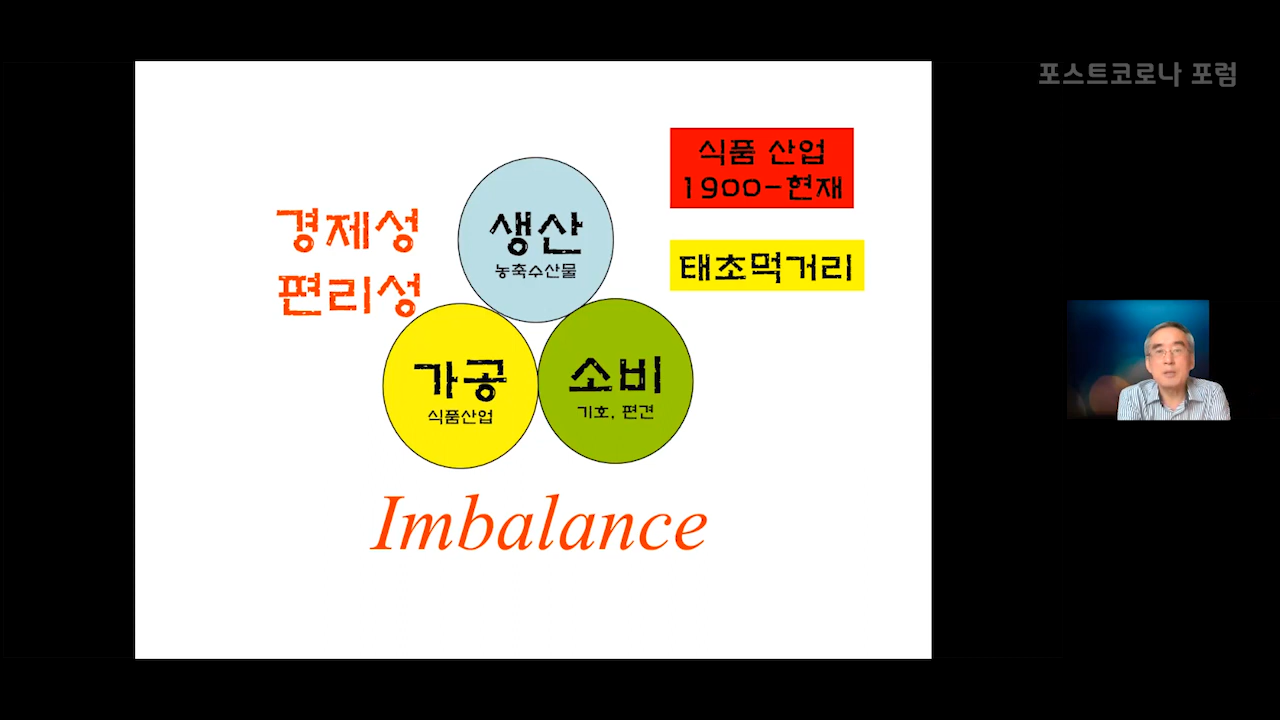 포스트코로나 포럼
식품 산업
1900-현재
경제성
편리성
생산
농축수산물
태초먹거리
가공
식품산업
소비
기호, 편견
Imbalance